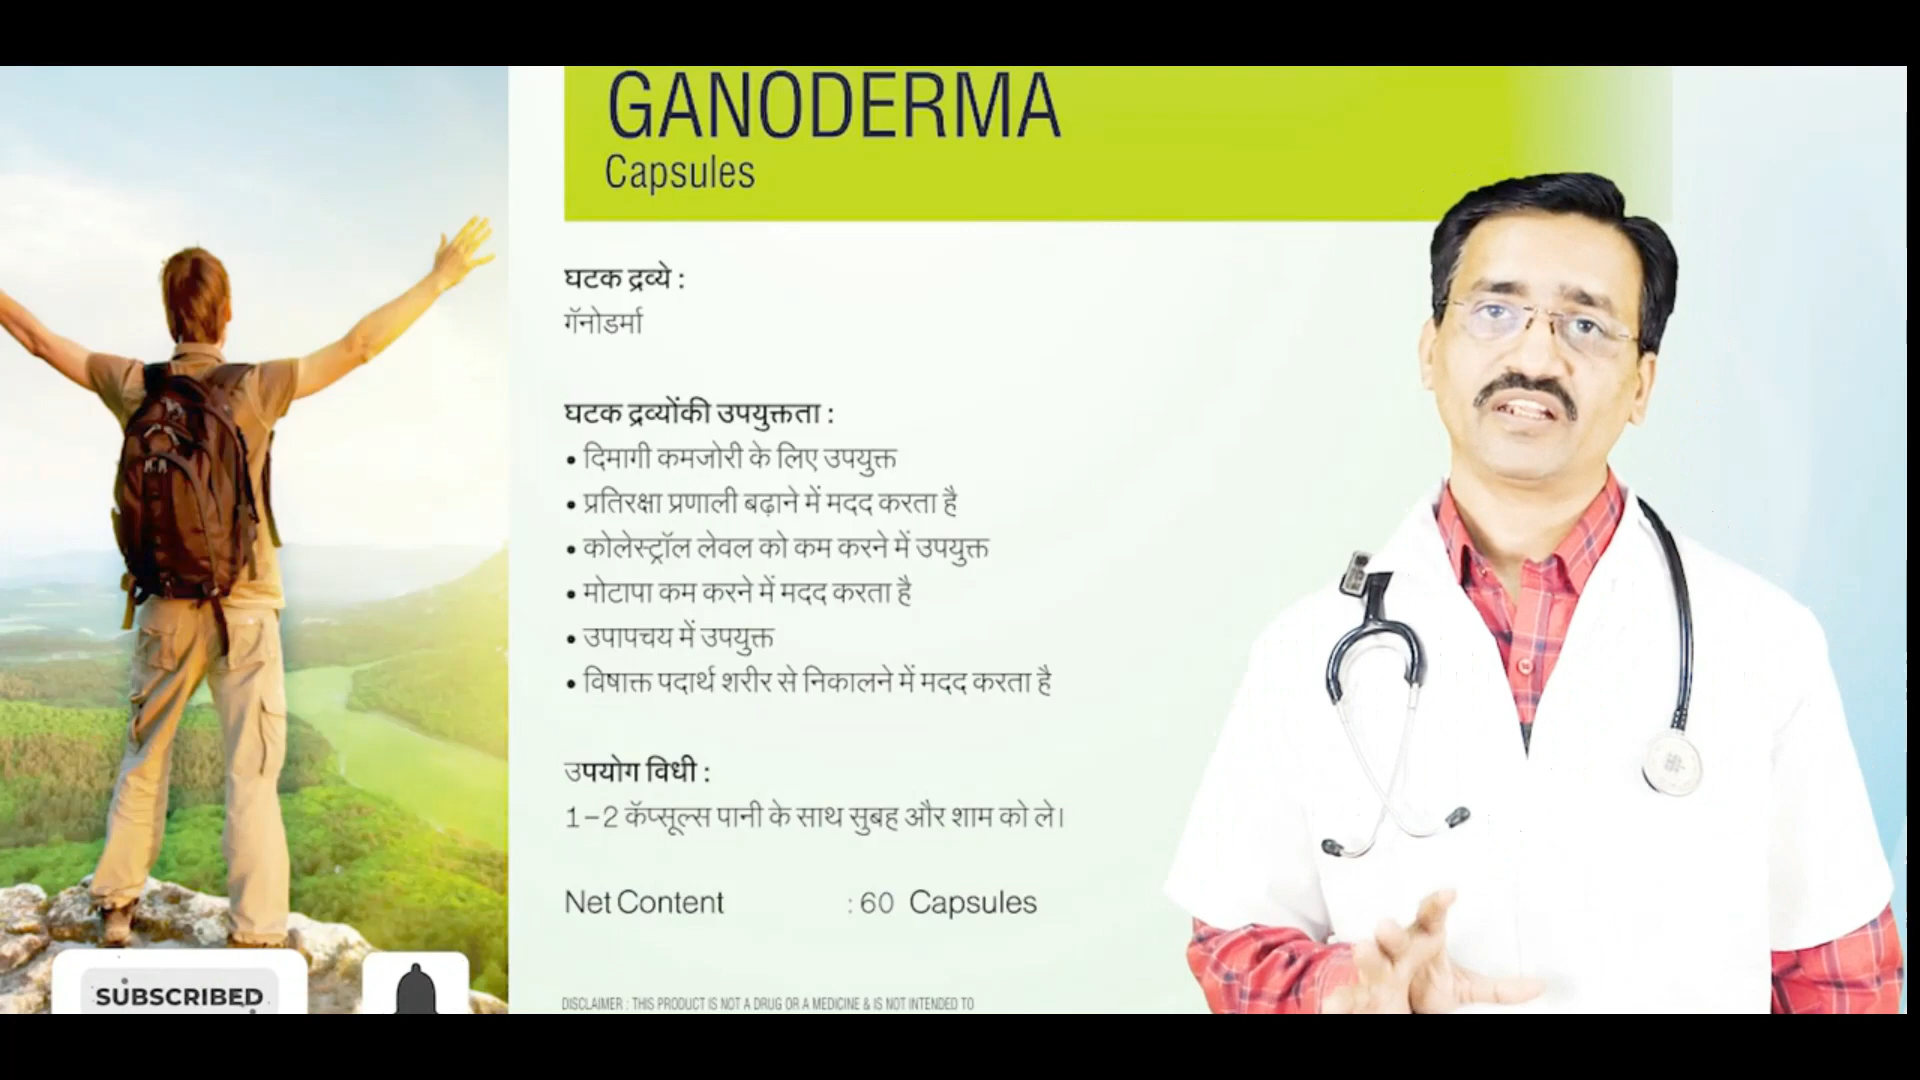 GANODERMA
Capsules
घटक द्रव्ये :
गॅनोडर्मा
घटक द्रव्योंकी उपयुक्तता :
• दिमागी कमजोरी के लिए उपयुक्त
• प्रतिरक्षा प्रणाली बढ़ाने में मदद करता है
• कोलेस्ट्रॉल लेवल को कम करने में उपयुक्त
• मोटापा कम करने में मदद करता है
• उपापचय में उपयुक्त
• विषाक्त पदार्थ शरीर से निकालने में मदद करता है
उपयोग विधी :
1–2 कॅप्सूल्स पानी के साथ सुबह और शाम को ले।
Net Content : 60 Capsules
DISCLAIMER : THIS PRODUCT IS NOT A DRUG OR A MEDICINE & IS NOT INTENDED TO
SUBSCRIBED